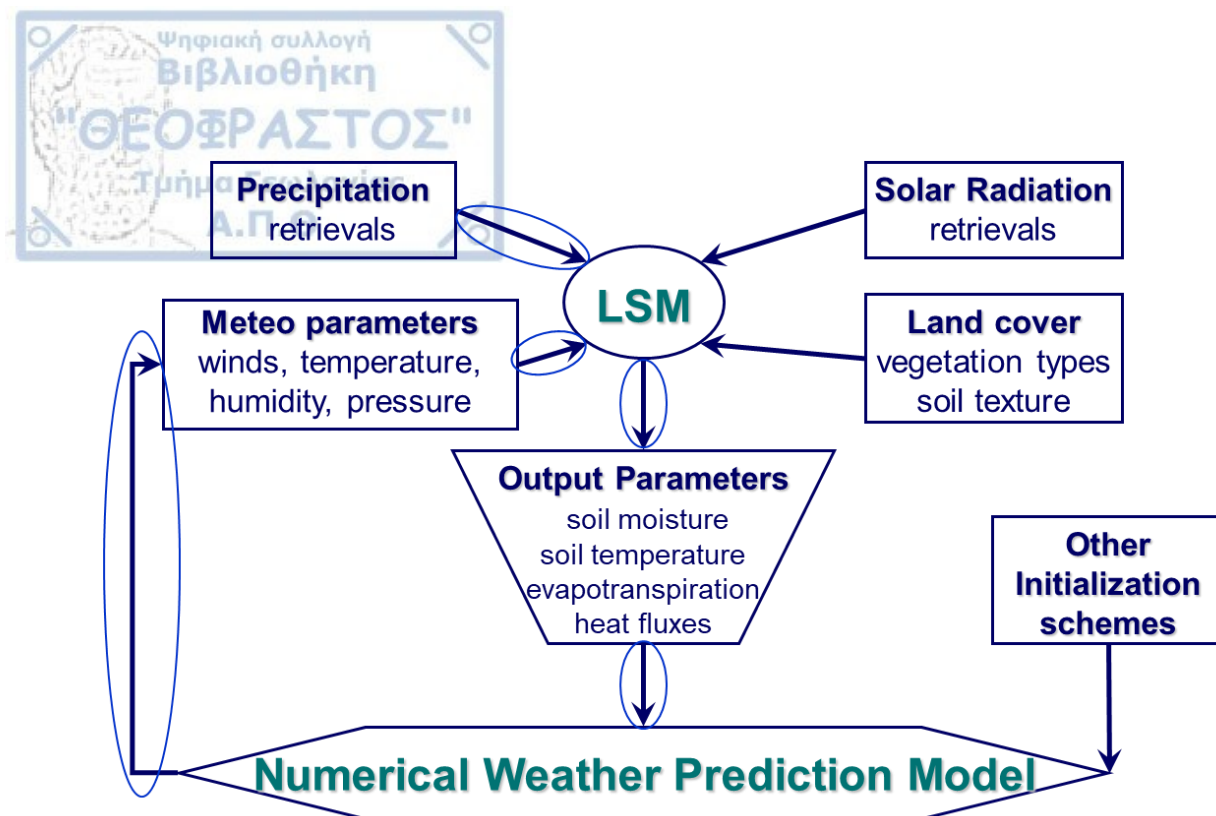 Ψηφιακή συλλογή
Βιβλιοθήκη
"ΘΕΟΦΡΑΣΤΟΣ"
Τμήμα Γεωλογίας
Α.Π.Θ
Precipitation
retrievals
Solar Radiation
retrievals
LSM
Meteo parameters
winds, temperature,
humidity, pressure
Land cover
vegetation types
soil texture
Output Parameters
soil moisture
soil temperature
evapotranspiration
heat fluxes
Other
Initialization
schemes
Numerical Weather Prediction Model